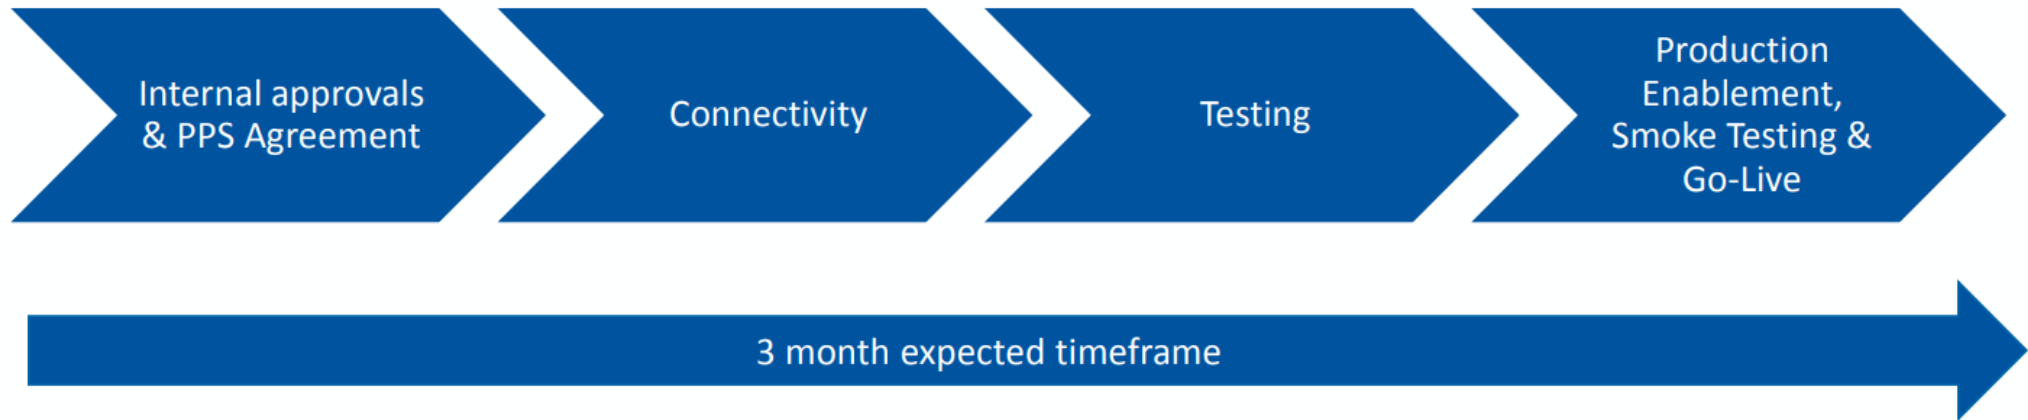 Internal approvals
& PPS Agreement
Connectivity
Testing
Production
Enablement,
Smoke Testing &
Go-Live
3 month expected timeframe